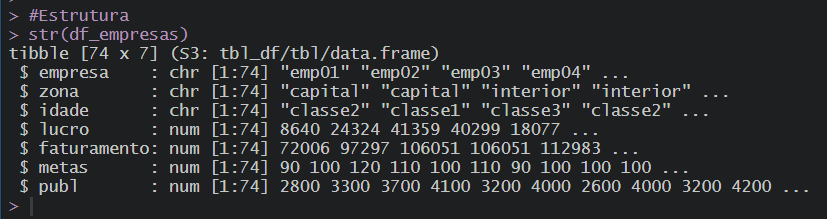 > #Estrutura
> str(df_empresas)
tibble [74 x 7] (S3: tbl_df/tbl/data.frame)
 $ empresa    : chr [1:74] "emp01" "emp02" "emp03" "emp04" ...
 $ zona       : chr [1:74] "capital" "capital" "interior" "interior" ...
 $ idade      : chr [1:74] "classe2" "classe1" "classe3" "classe2" ...
 $ lucro      : num [1:74] 8640 24324 41359 40299 18077 ...
 $ faturamento: num [1:74] 72006 97297 106051 106051 112983 ...
 $ metas      : num [1:74] 90 100 120 110 100 110 90 100 100 100 ...
 $ publ       : num [1:74] 2800 3300 3700 4100 3200 4000 2600 4000 3200 4200 ...
>